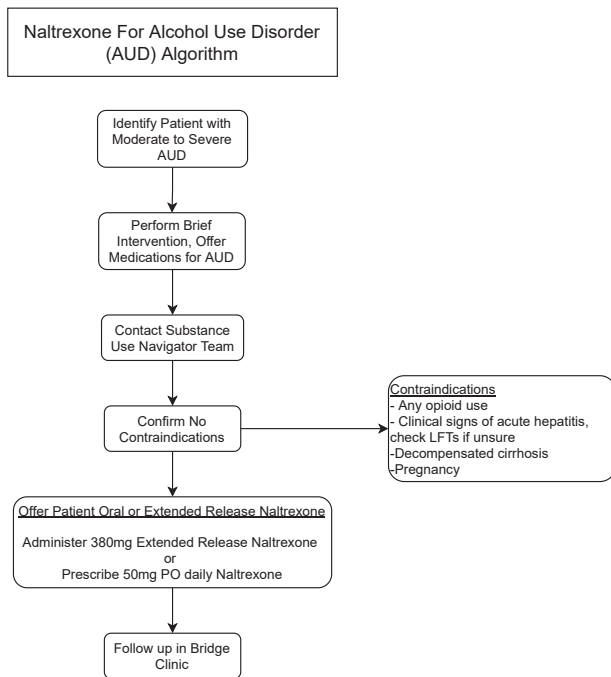 Naltrexone For Alcohol Use Disorder
(AUD) Algorithm
Identify Patient with
Moderate to Severe
AUD
Perform Brief
Intervention, Offer
Medications for AUD
Contact Substance
Use Navigator Team
Confirm No
Contraindications
Contraindications
- Any opioid use
- Clinical signs of acute hepatitis,
check LFTs if unsure
-Decompensated cirrhosis
-Pregnancy
Offer Patient Oral or Extended Release Naltrexone
Administer 380mg Extended Release Naltrexone
or
Prescribe 50mg PO daily Naltrexone
Follow up in Bridge
Clinic